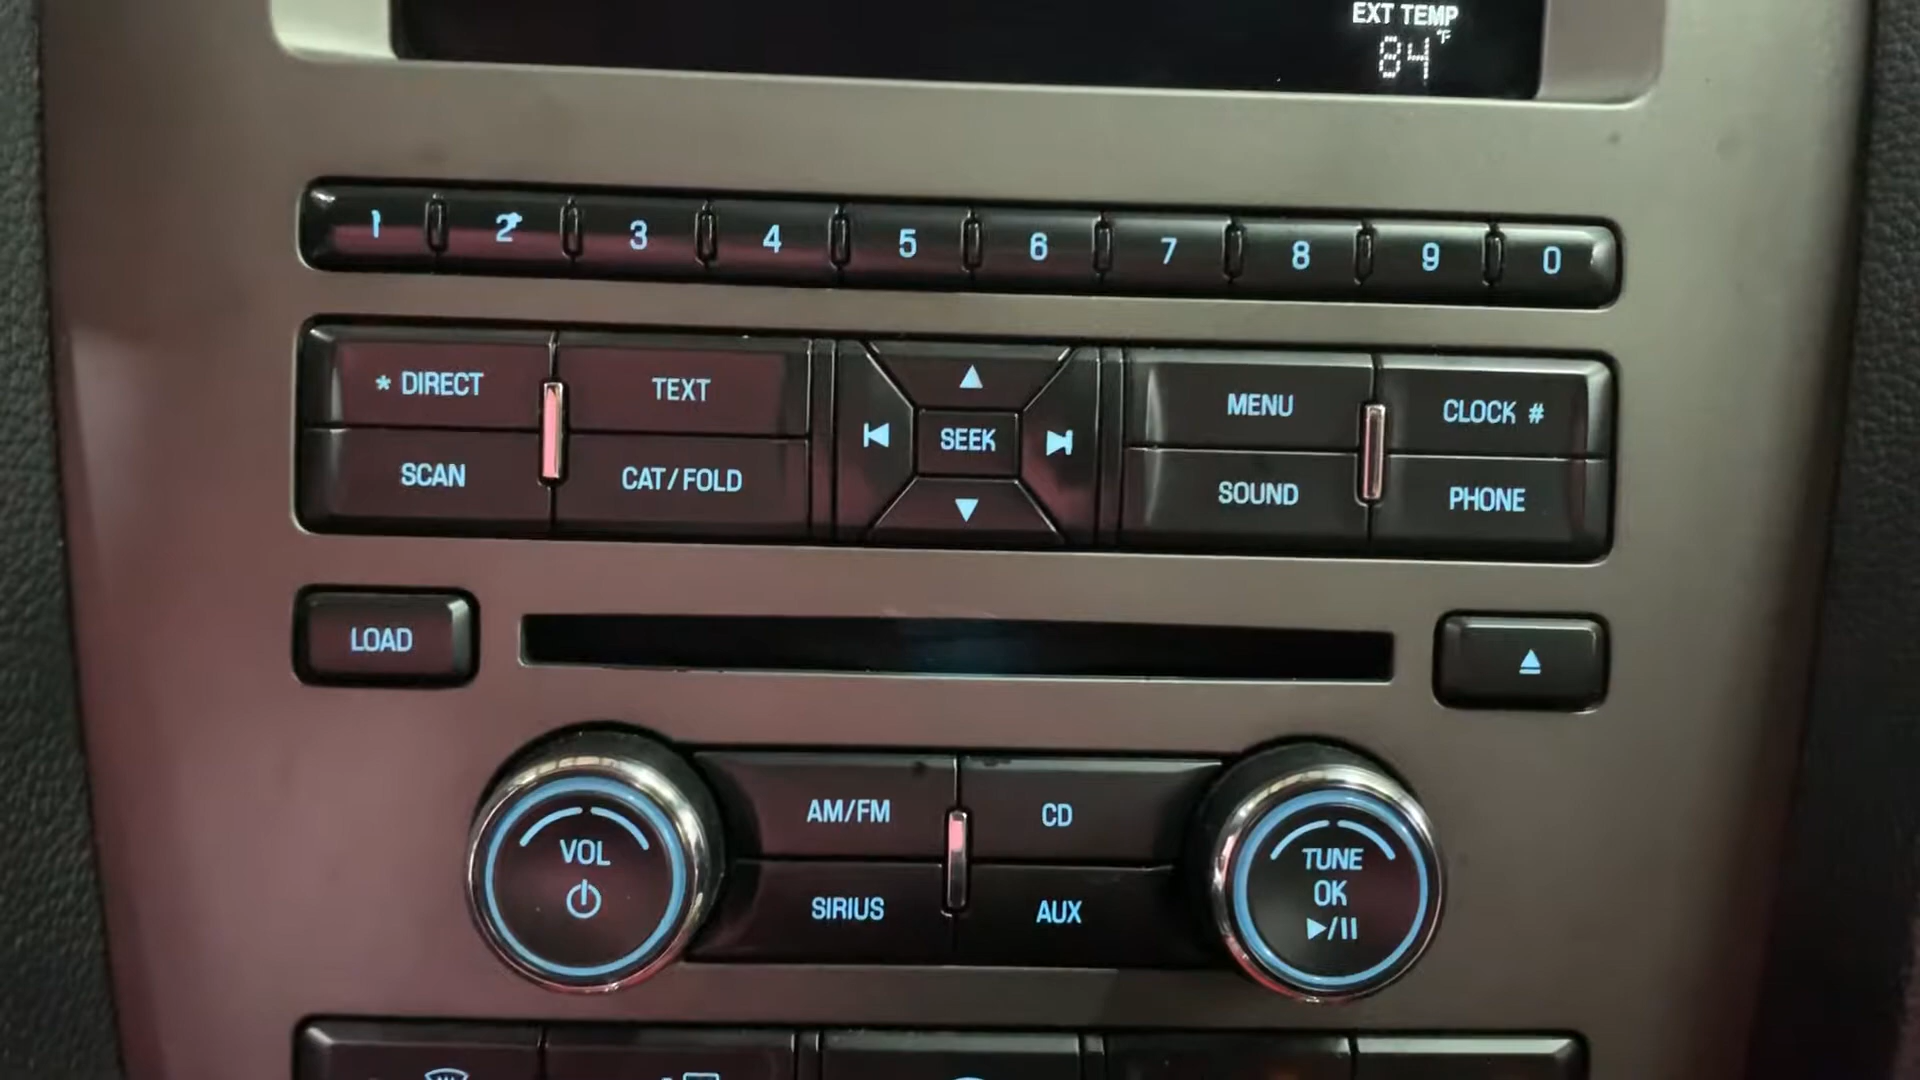 EXT TEMP
84 °F
1 2 3 4 5 6 7 8 9 0
* DIRECT TEXT MENU CLOCK #
SEEK
SCAN CAT/FOLD SOUND PHONE
LOAD
AM/FM CD
VOL TUNE
OK
SIRIUS AUX